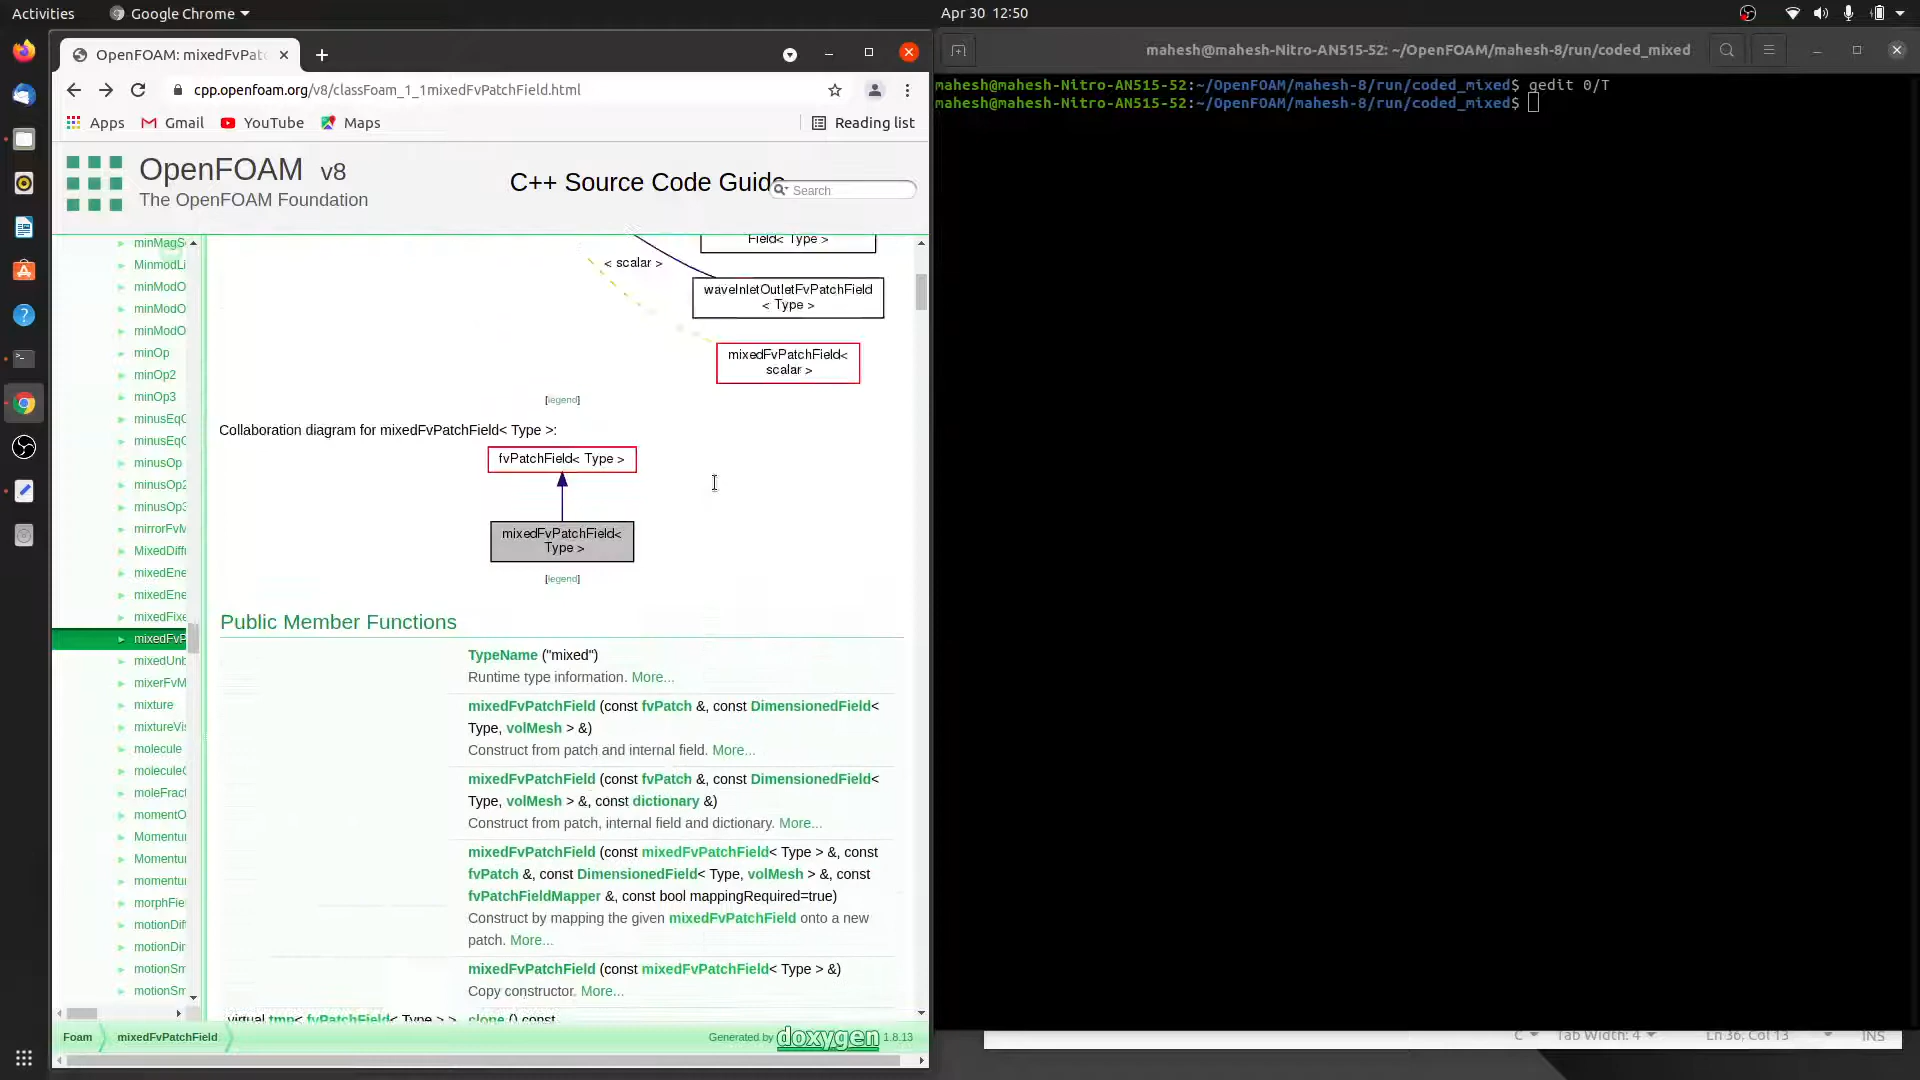 Activities
Google Chrome
Apr 30 12:50
OpenFOAM: mixedFvPatc
mahesh@mahesh-Nitro-AN515-52: ~/OpenFOAM/mahesh-8/run/coded_mixed
cpp.openfoam.org/v8/classFoam_1_1mixedFvPatchField.html
Apps
Gmail
YouTube
Maps
Reading list
mahesh@mahesh-Nitro-AN515-52:~/OpenFOAM/mahesh-8/run/coded_mixed$ gedit 0/T
mahesh@mahesh-Nitro-AN515-52:~/OpenFOAM/mahesh-8/run/coded_mixed$
OpenFOAM v8
The OpenFOAM Foundation
C++ Source Code Guide
Search
minMagS
MinmodLi
minModO
minModO
minModO
minOp
minOp2
minOp3
minusEqO
minusEqO
minusOp
minusOp2
minusOp3
mirrorFvM
MixedDiff
mixedEne
mixedEne
mixedFixe
mixedFvP
mixedUnb
mixerFvM
mixture
mixtureVis
molecule
moleculeC
moleFract
momentO
Momentu
Momentu
momentu
morphFie
motionDif
motionDir
motionSm
motionSm
Field< Type >
< scalar >
waveInletOutletFvPatchField
< Type >
mixedFvPatchField<
scalar >
[legend]
Collaboration diagram for mixedFvPatchField< Type >:
fvPatchField< Type >
mixedFvPatchField<
Type >
[legend]
Public Member Functions
TypeName ("mixed")
Runtime type information. More...
mixedFvPatchField (const fvPatch &, const DimensionedField<
Type, volMesh > &)
Construct from patch and internal field. More...
mixedFvPatchField (const fvPatch &, const DimensionedField<
Type, volMesh > &, const dictionary &)
Construct from patch, internal field and dictionary. More...
mixedFvPatchField (const mixedFvPatchField< Type > &, const
fvPatch &, const DimensionedField< Type, volMesh > &, const
fvPatchFieldMapper &, const bool mappingRequired=true)
Construct by mapping the given mixedFvPatchField onto a new
patch. More...
mixedFvPatchField (const mixedFvPatchField< Type > &)
Copy constructor. More...
virtual tmp< fvPatchField< Type > > clone () const
Foam
mixedFvPatchField
Generated by doxygen 1.8.13
C
Tab Width: 4
Ln 36, Col 13
INS